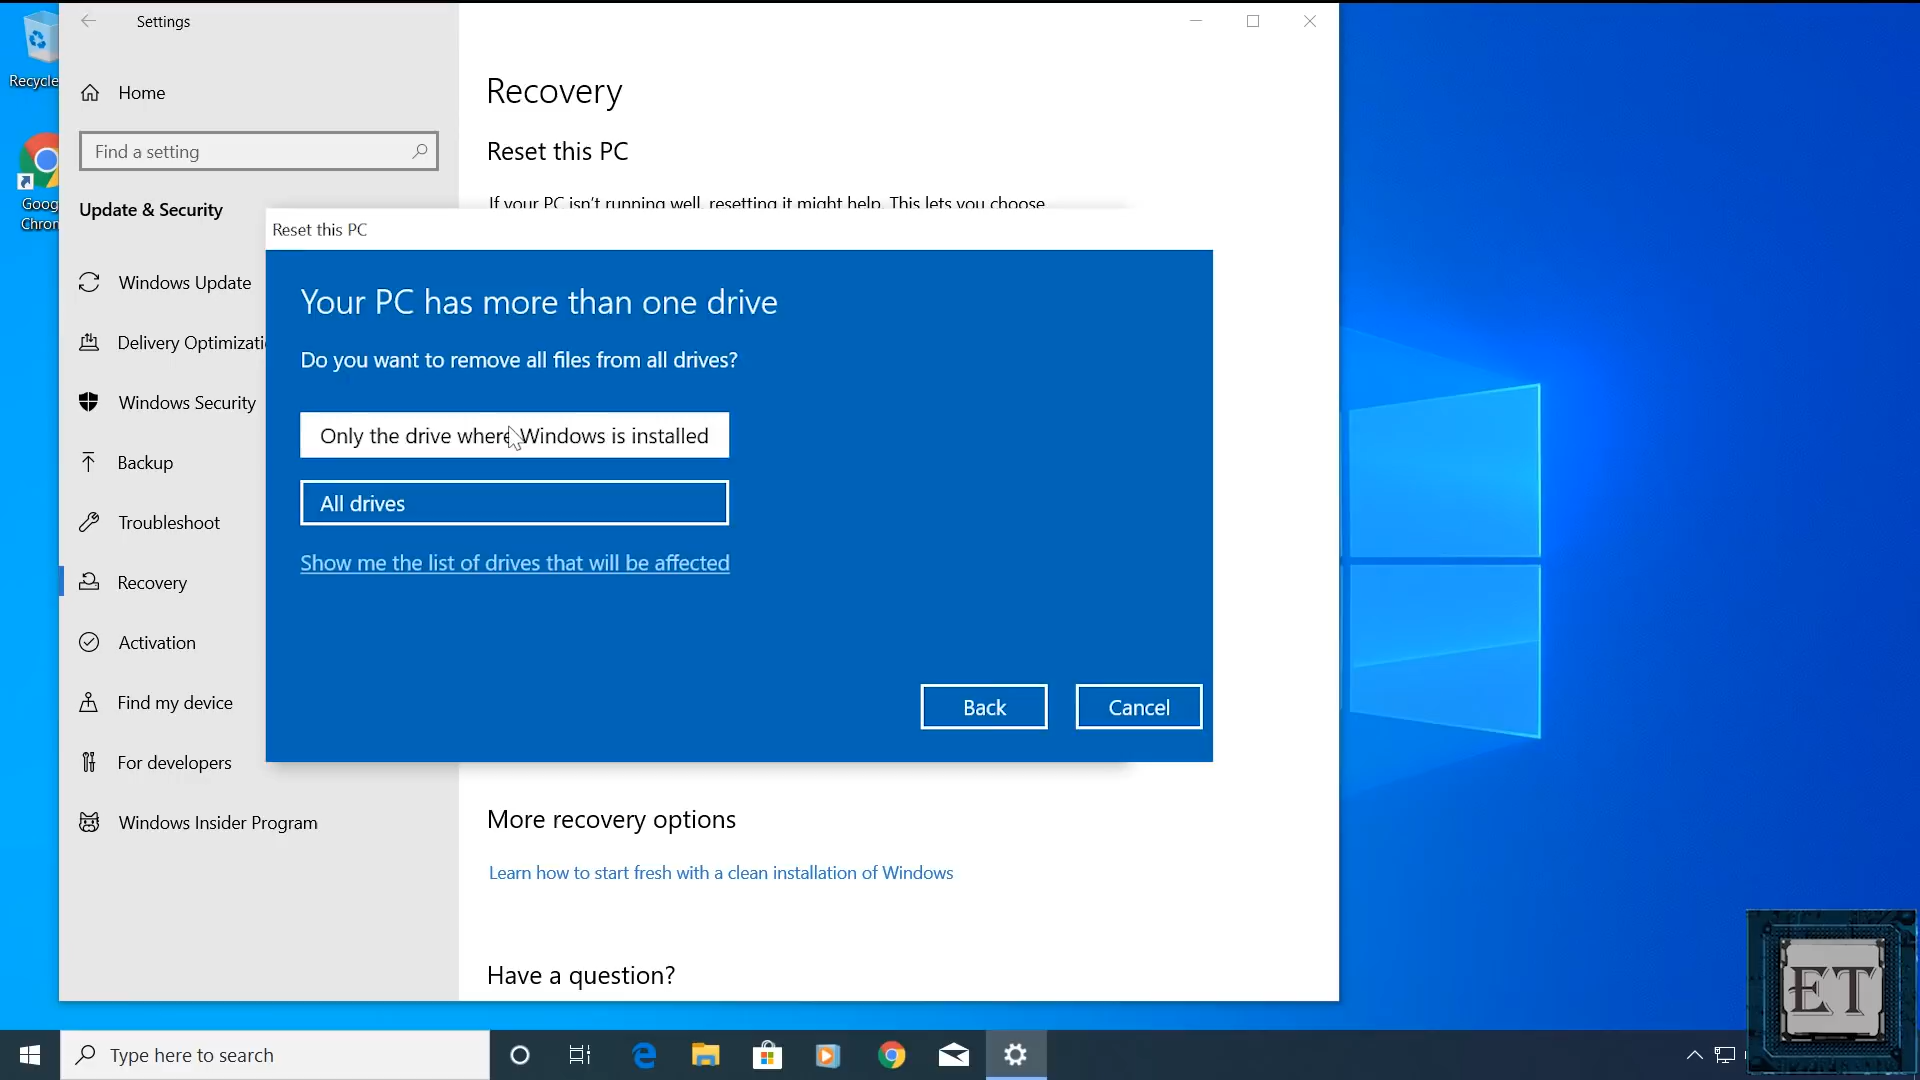 Settings
Recycle
Home
Find a setting
Goog
Chron
Update & Security
Windows Update
Delivery Optimizati
Windows Security
Backup
Troubleshoot
Recovery
Activation
Find my device
For developers
Windows Insider Program
Recovery
Reset this PC
If your PC isn't running well, resetting it might help. This lets you choose
Reset this PC
Your PC has more than one drive
Do you want to remove all files from all drives?
Only the drive where Windows is installed
All drives
Show me the list of drives that will be affected
Back
Cancel
More recovery options
Learn how to start fresh with a clean installation of Windows
Have a question?
ET
Type here to search